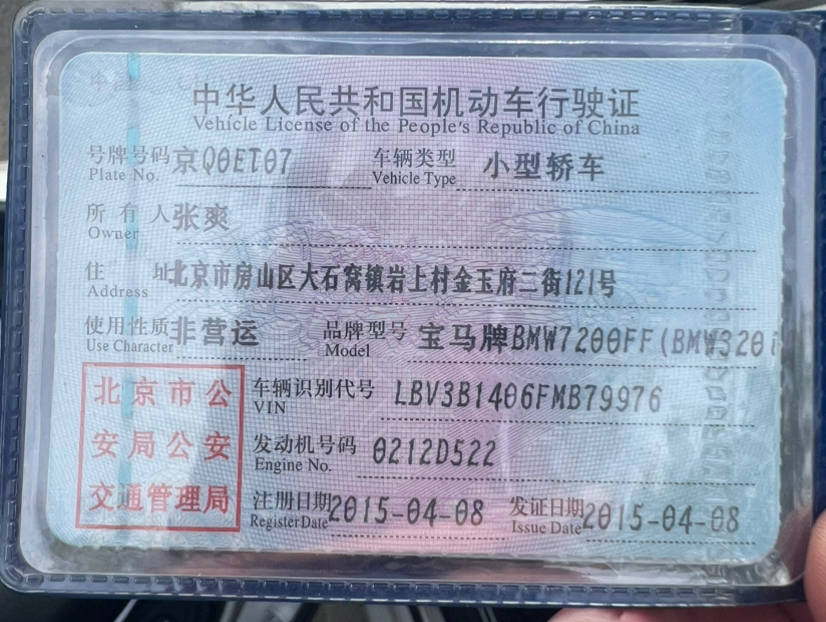 中华人民共和国机动车行驶证
Vehicle License of the People's Republic of China
号牌号码 京Q0ET07 车辆类型 小型轿车
Plate No. Vehicle Type
所有人 张爽
Owner
住址 北京市房山区大石窝镇岩上村金玉府二街121号
Address
使用性质 非营运 品牌型号 宝马牌BMW7200FF(BMW320i
Use Character Model
北京市公
安局公安
交通管理局
车辆识别代号 LBV3B1406FMB79976
VIN
发动机号码 0212D522
Engine No.
注册日期 2015-04-08 发证日期 2015-04-08
Register Date Issue Date